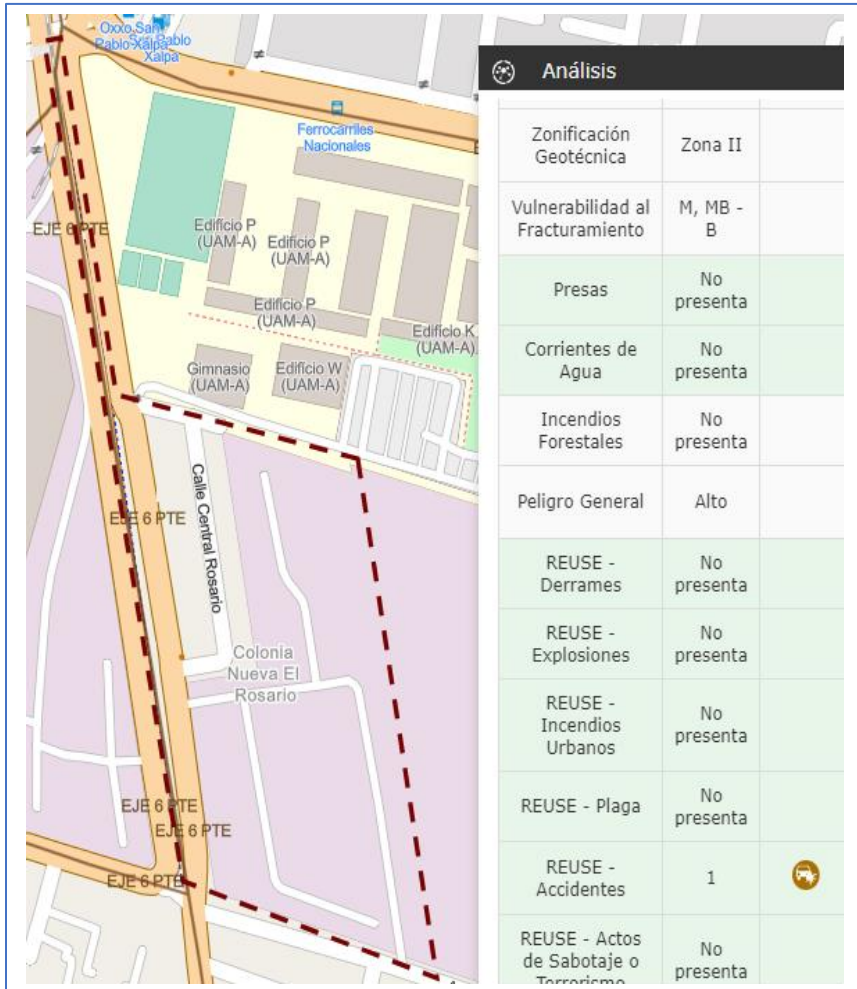 Oxxo San
Pablo Xalpa
San Pablo
Xalpa
Ferrocarriles
Nacionales
EJE 6 PTE
Edificio P
(UAM-A)
Edificio P
(UAM-A)
Edificio P
(UAM-A)
Edificio K
(UAM-A)
Gimnasio
(UAM-A)
Edificio W
(UAM-A)
Calle Central Rosario
EJE 6 PTE
Colonia
Nueva El
Rosario
EJE 6 PTE
EJE 6 PTE
EJE 6 PTE
Análisis
Zonificación
Geotécnica
Zona II
Vulnerabilidad al
Fracturamiento
M, MB -
B
Presas
No
presenta
Corrientes de
Agua
No
presenta
Incendios
Forestales
No
presenta
Peligro General
Alto
REUSE -
Derrames
No
presenta
REUSE -
Explosiones
No
presenta
REUSE -
Incendios
Urbanos
No
presenta
REUSE - Plaga
No
presenta
REUSE -
Accidentes
1
REUSE - Actos
de Sabotaje o
Terrorismo
No
presenta